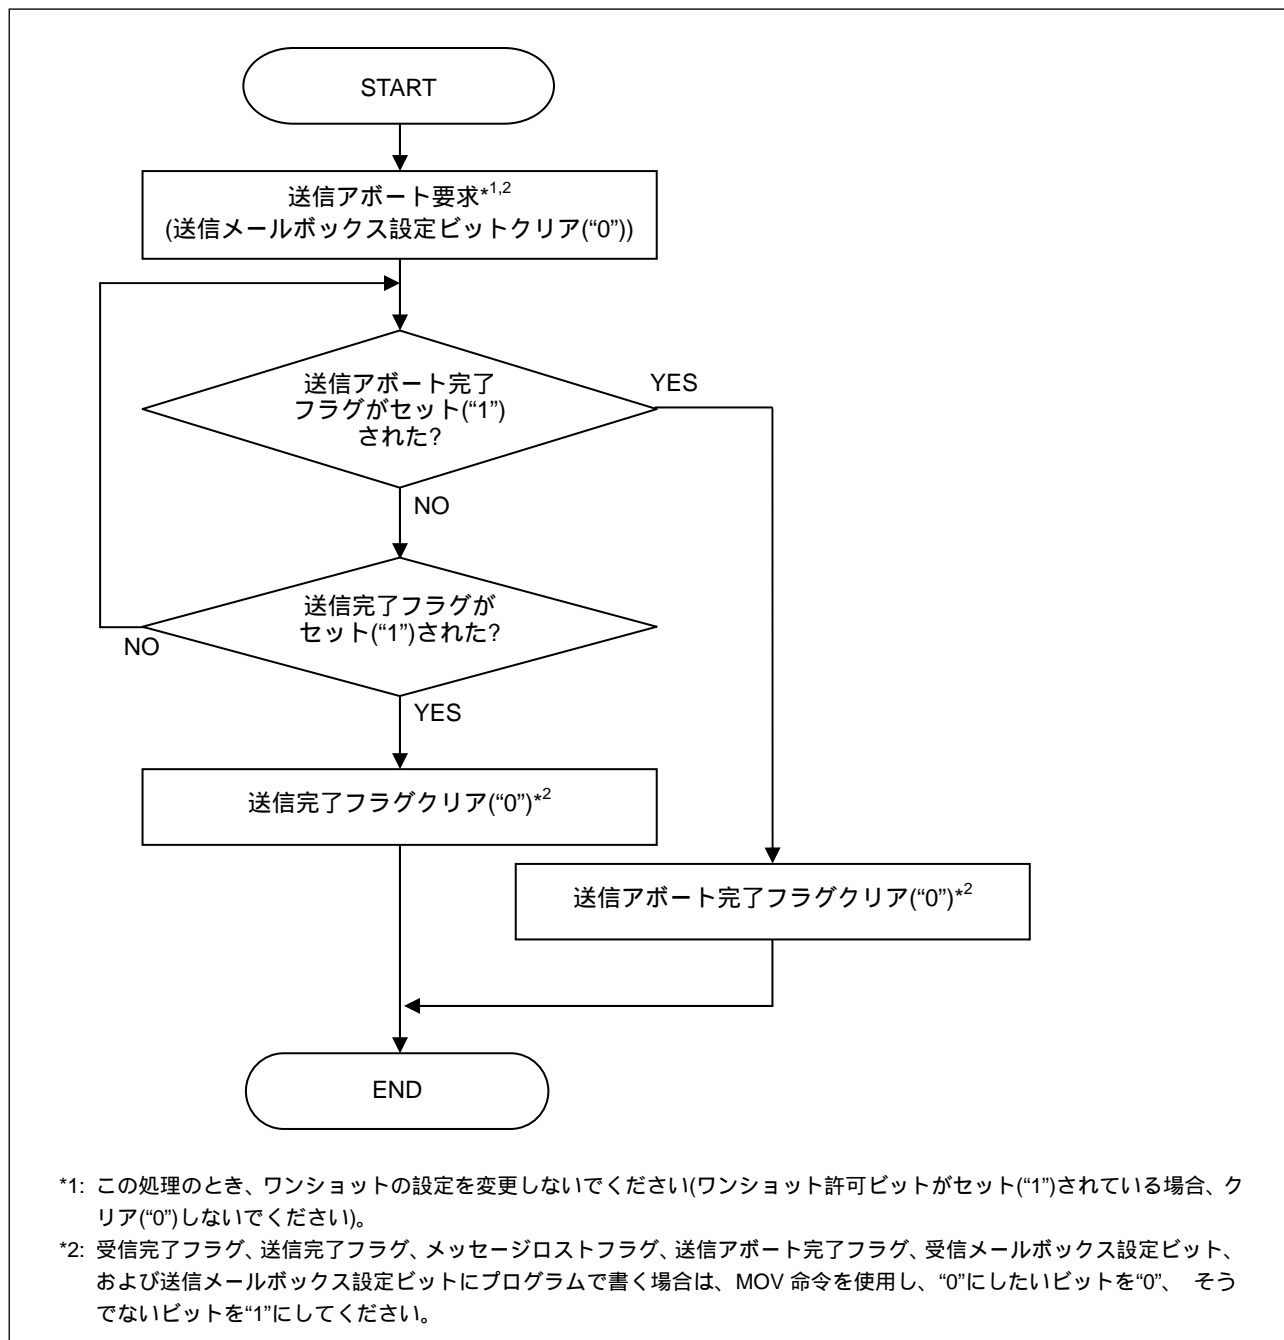 START
送信アボート要求*1,2
(送信メールボックス設定ビットクリア(“0”))
送信アボート完了
フラグがセット(“1”)
された?
YES
NO
送信完了フラグが
セット(“1”)された?
NO
YES
送信完了フラグクリア(“0”)*2
送信アボート完了フラグクリア(“0”)*2
END
*1: この処理のとき、ワンショットの設定を変更しないでください(ワンショット許可ビットがセット(“1”)されている場合、ク
リア(“0”)しないでください)。
*2: 受信完了フラグ、送信完了フラグ、メッセージロストフラグ、送信アボート完了フラグ、受信メールボックス設定ビット、
および送信メールボックス設定ビットにプログラムで書く場合は、MOV 命令を使用し、“0”にしたいビットを“0”、 そう
でないビットを“1”にしてください。